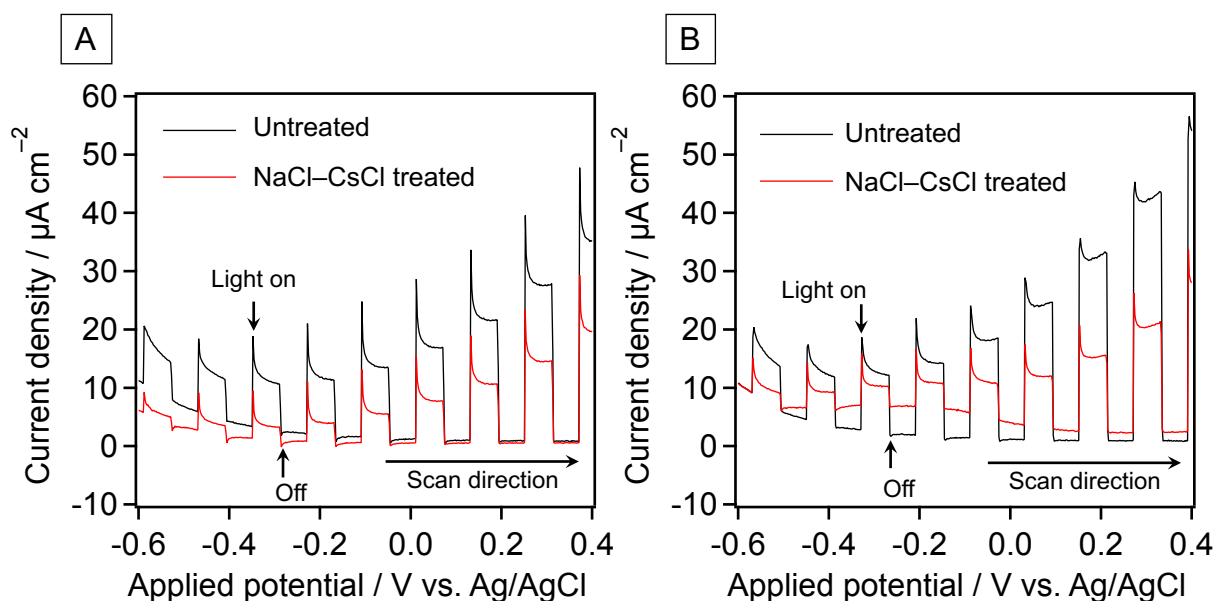 A
60
50
40
30
20
10
0
-10
Current density / µA cm⁻²
Untreated
NaCl–CsCl treated
Light on
Off
Scan direction
-0.6
-0.4
-0.2
0.0
0.2
0.4
Applied potential / V vs. Ag/AgCl
B
60
50
40
30
20
10
0
-10
Current density / µA cm⁻²
Untreated
NaCl–CsCl treated
Light on
Off
Scan direction
-0.6
-0.4
-0.2
0.0
0.2
0.4
Applied potential / V vs. Ag/AgCl